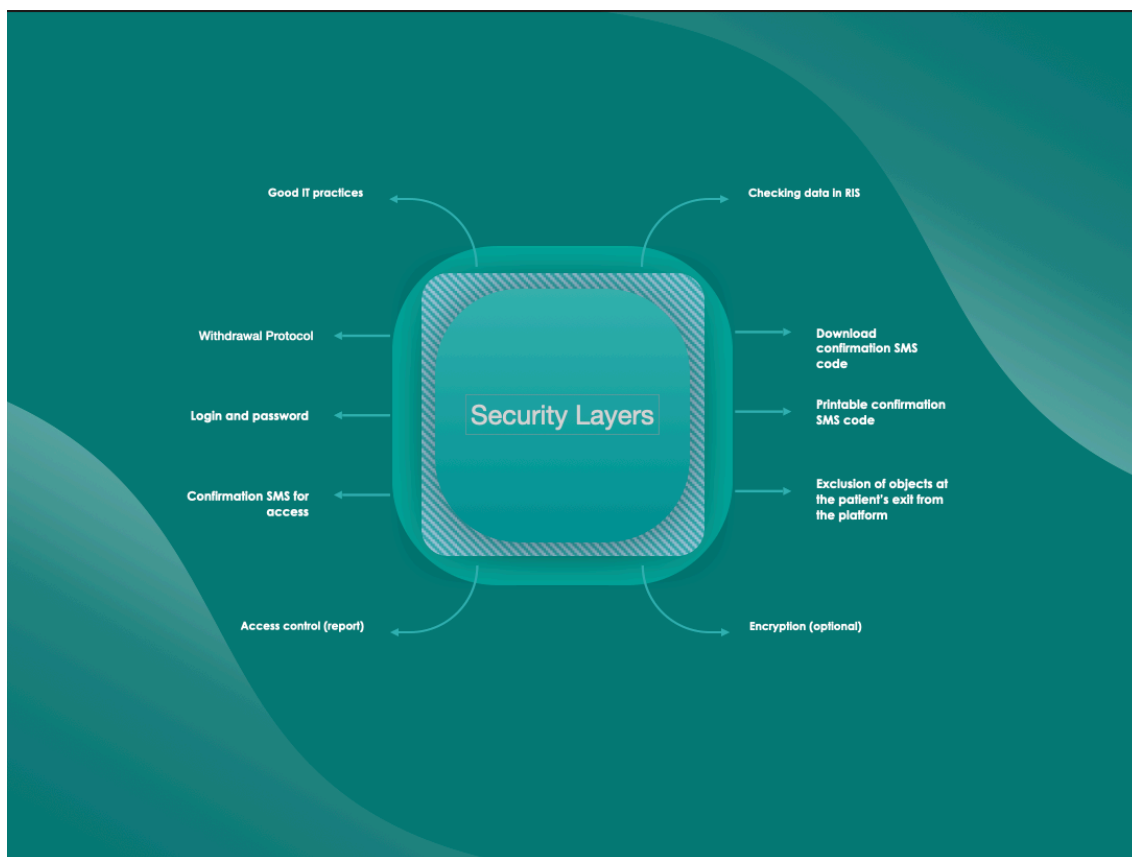 Good IT practices
Checking data in RIS
Withdrawal Protocol
Download
confirmation SMS
code
Login and password
Security Layers
Printable confirmation
SMS code
Confirmation SMS for
access
Exclusion of objects at
the patient's exit from
the platform
Access control (report)
Encryption (optional)